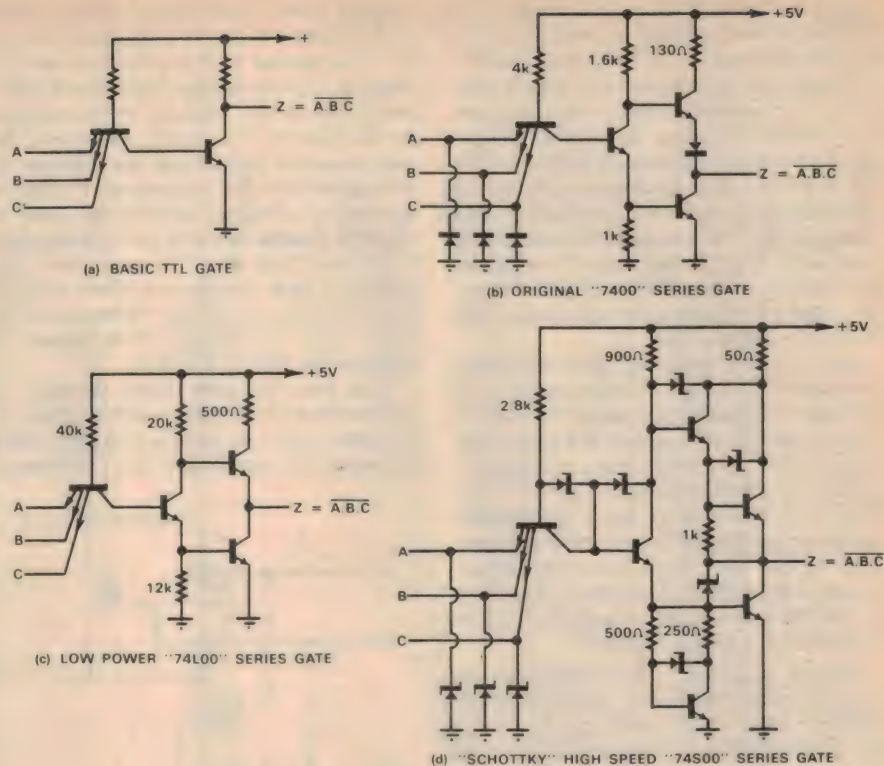 +
Z = A.B.C
A
B
C
(a) BASIC TTL GATE
+5V
4k
1.6k
130Ω
A
B
C
Z = A.B.C
1k
(b) ORIGINAL "7400" SERIES GATE
+5V
40k
20k
500Ω
A
B
C
Z = A.B.C
12k
(c) LOW POWER "74L00" SERIES GATE
+5V
900Ω
50Ω
2.8k
A
B
C
1k
Z = A.B.C
500Ω
250Ω
(d) "SCHOTTKY" HIGH SPEED "74S00" SERIES GATE